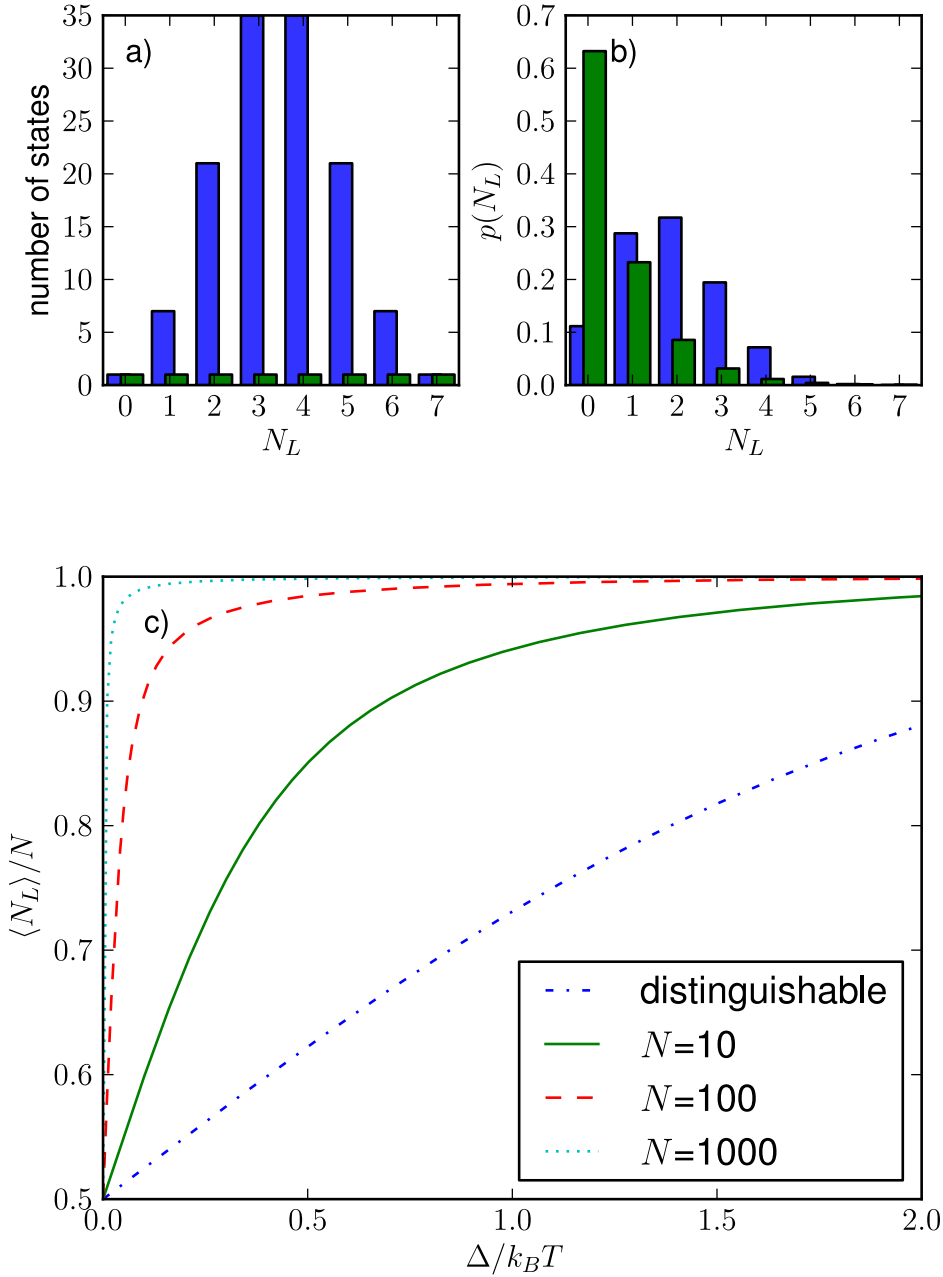 a)
number of states
35
30
25
20
15
10
5
0
0 1 2 3 4 5 6 7
N_L
b)
p(N_L)
0.7
0.6
0.5
0.4
0.3
0.2
0.1
0.0
0 1 2 3 4 5 6 7
N_L
c)
⟨N_L⟩/N
1.0
0.9
0.8
0.7
0.6
0.5
distinguishable
N=10
N=100
N=1000
0.0 0.5 1.0 1.5 2.0
Δ/k_BT